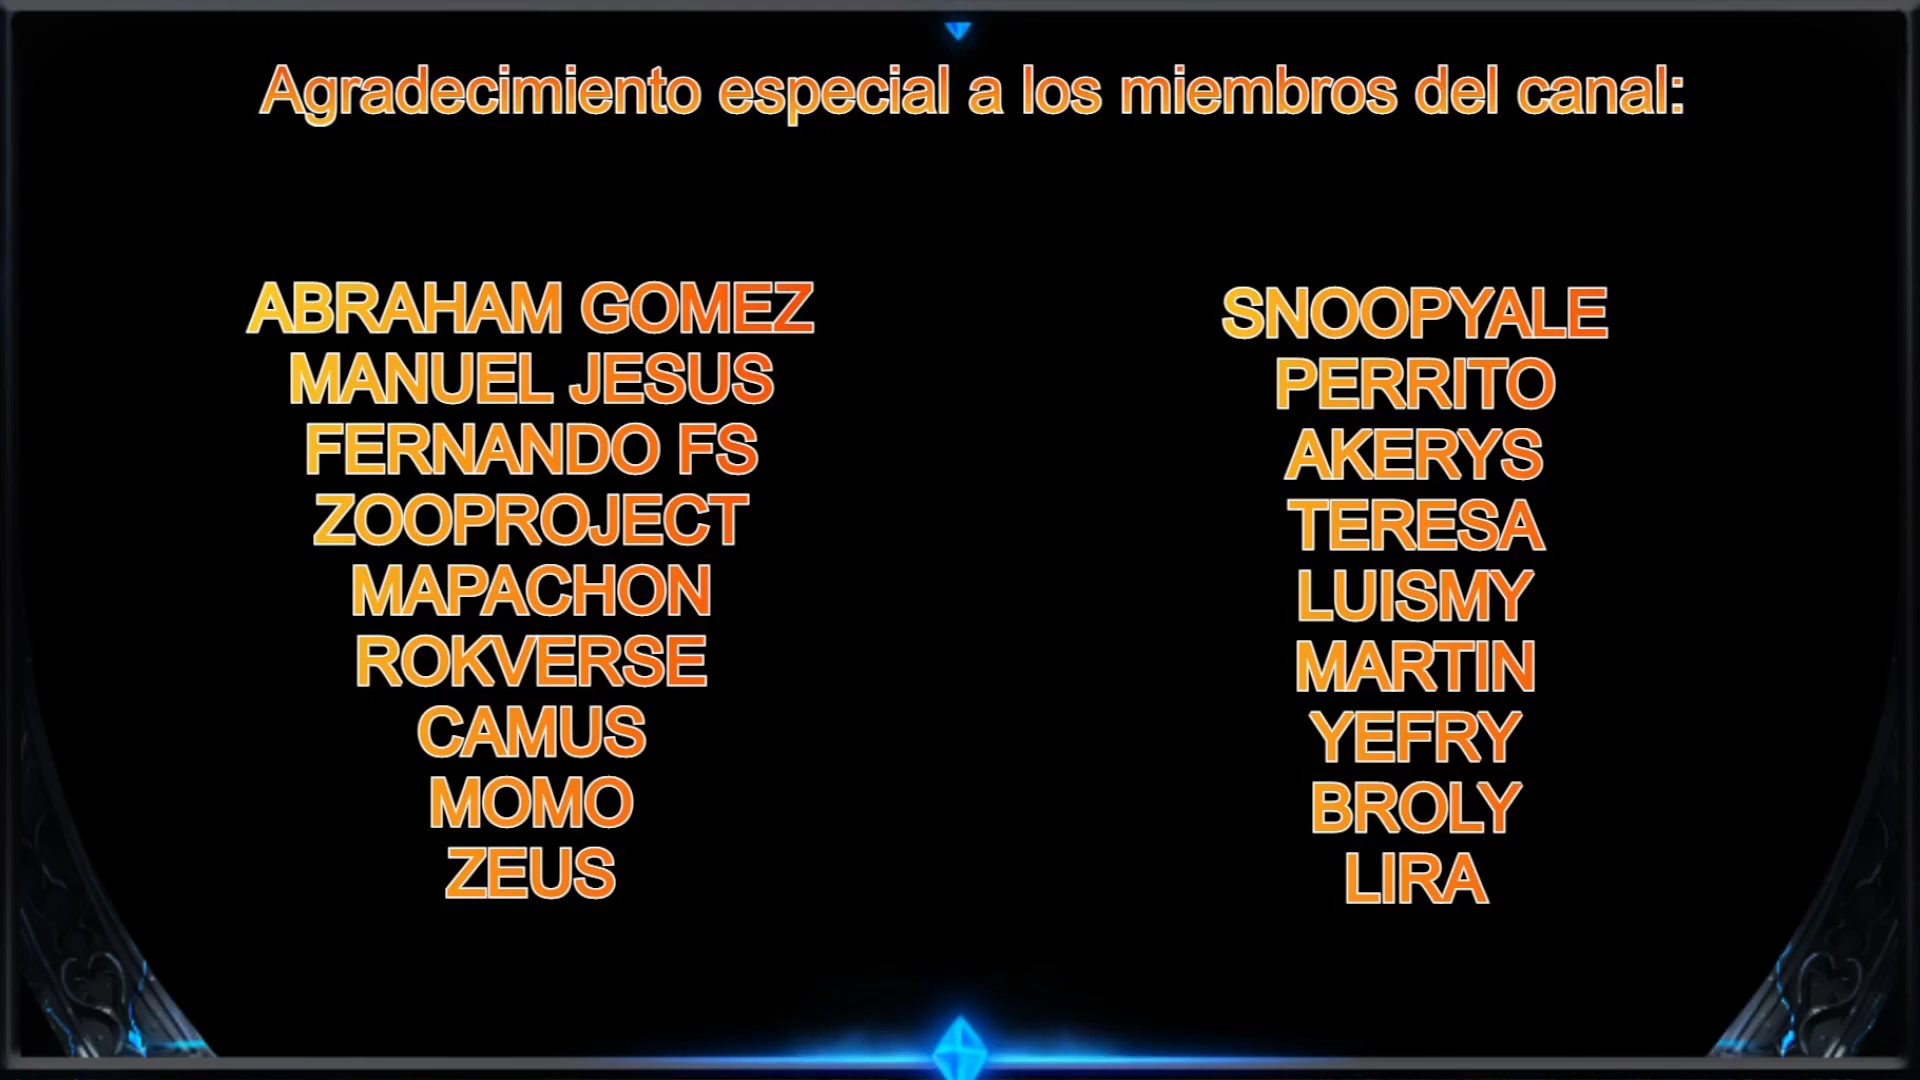 Agradecimiento especial a los miembros del canal:
ABRAHAM GOMEZ
MANUEL JESUS
FERNANDO FS
ZOOPROJECT
MAPACHON
ROKVERSE
CAMUS
MOMO
ZEUS
SNOOPYALE
PERRITO
AKERYS
TERESA
LUISMY
MARTIN
YEFRY
BROLY
LIRA